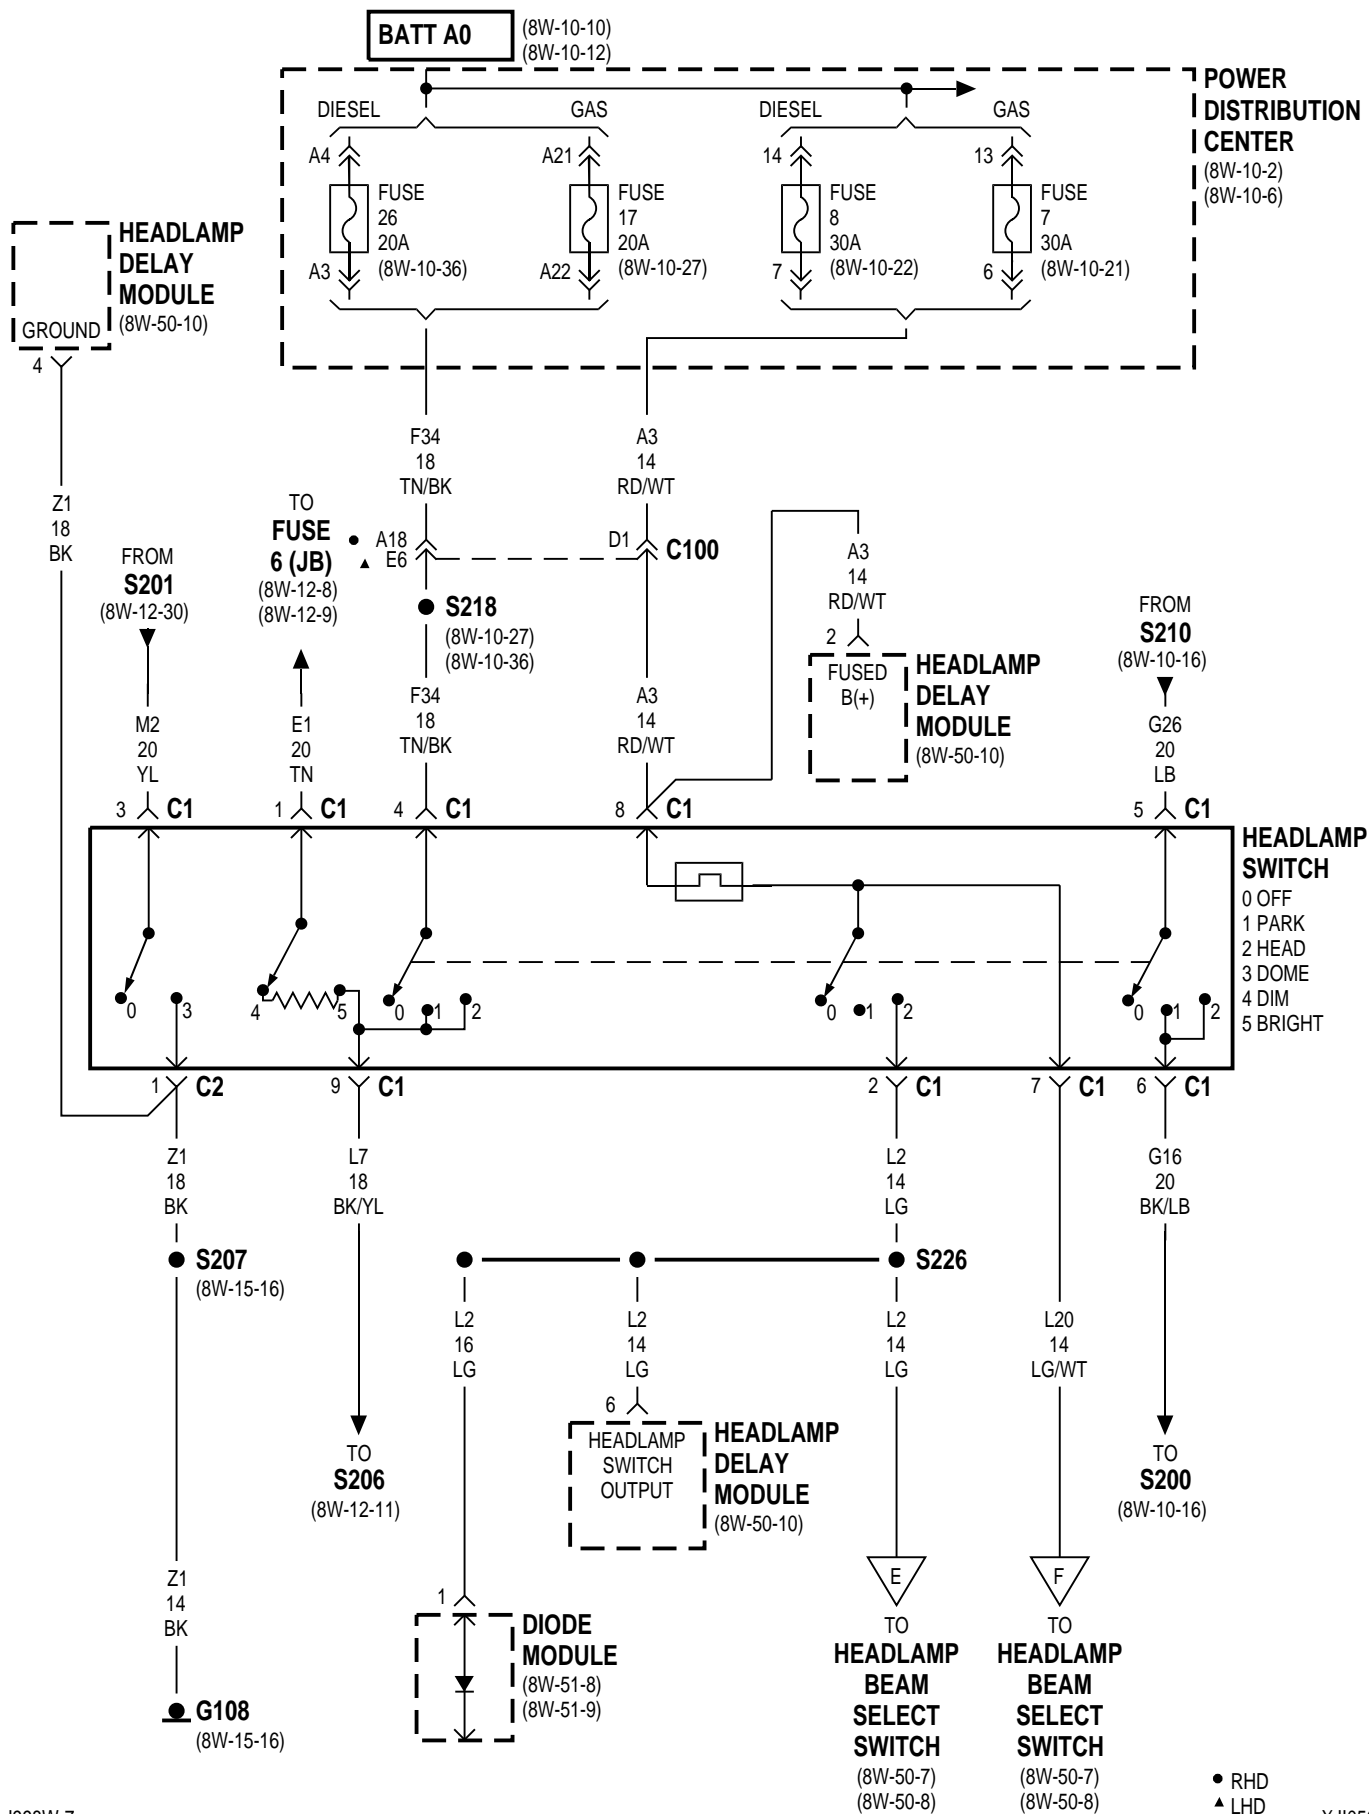 BATT A0
(8W-10-10)
(8W-10-12)
POWER
DISTRIBUTION
CENTER
(8W-10-2)
(8W-10-6)
DIESEL
GAS
DIESEL
GAS
A4
A21
14
13
FUSE
26
20A
(8W-10-36)
FUSE
17
20A
(8W-10-27)
FUSE
8
30A
(8W-10-22)
FUSE
7
30A
(8W-10-21)
A3
A22
7
6
HEADLAMP
DELAY
MODULE
(8W-50-10)
GROUND
4
Z1
18
BK
F34
18
TN/BK
A3
14
RD/WT
FROM
S201
(8W-12-30)
TO
FUSE
6 (JB)
(8W-12-8)
(8W-12-9)
A18
E6
D1
C100
S218
(8W-10-27)
(8W-10-36)
A3
14
RD/WT
2
FUSED
B(+)
HEADLAMP
DELAY
MODULE
(8W-50-10)
FROM
S210
(8W-10-16)
M2
20
YL
E1
20
TN
F34
18
TN/BK
A3
14
RD/WT
G26
20
LB
3
C1
1
C1
4
C1
8
C1
5
C1
HEADLAMP
SWITCH
0 OFF
1 PARK
2 HEAD
3 DOME
4 DIM
5 BRIGHT
0
3
4
5
0
1
2
0
1
2
0
1
2
1
C2
9
C1
2
C1
7
C1
6
C1
Z1
18
BK
L7
18
BK/YL
L2
14
LG
G16
20
BK/LB
S207
(8W-15-16)
S226
L2
16
LG
L2
14
LG
L2
14
LG
L20
14
LG/WT
6
HEADLAMP
SWITCH
OUTPUT
HEADLAMP
DELAY
MODULE
(8W-50-10)
TO
S206
(8W-12-11)
TO
S200
(8W-10-16)
Z1
14
BK
G108
(8W-15-16)
1
DIODE
MODULE
(8W-51-8)
(8W-51-9)
E
TO
HEADLAMP
BEAM
SELECT
SWITCH
(8W-50-7)
(8W-50-8)
F
TO
HEADLAMP
BEAM
SELECT
SWITCH
(8W-50-7)
(8W-50-8)
RHD
LHD